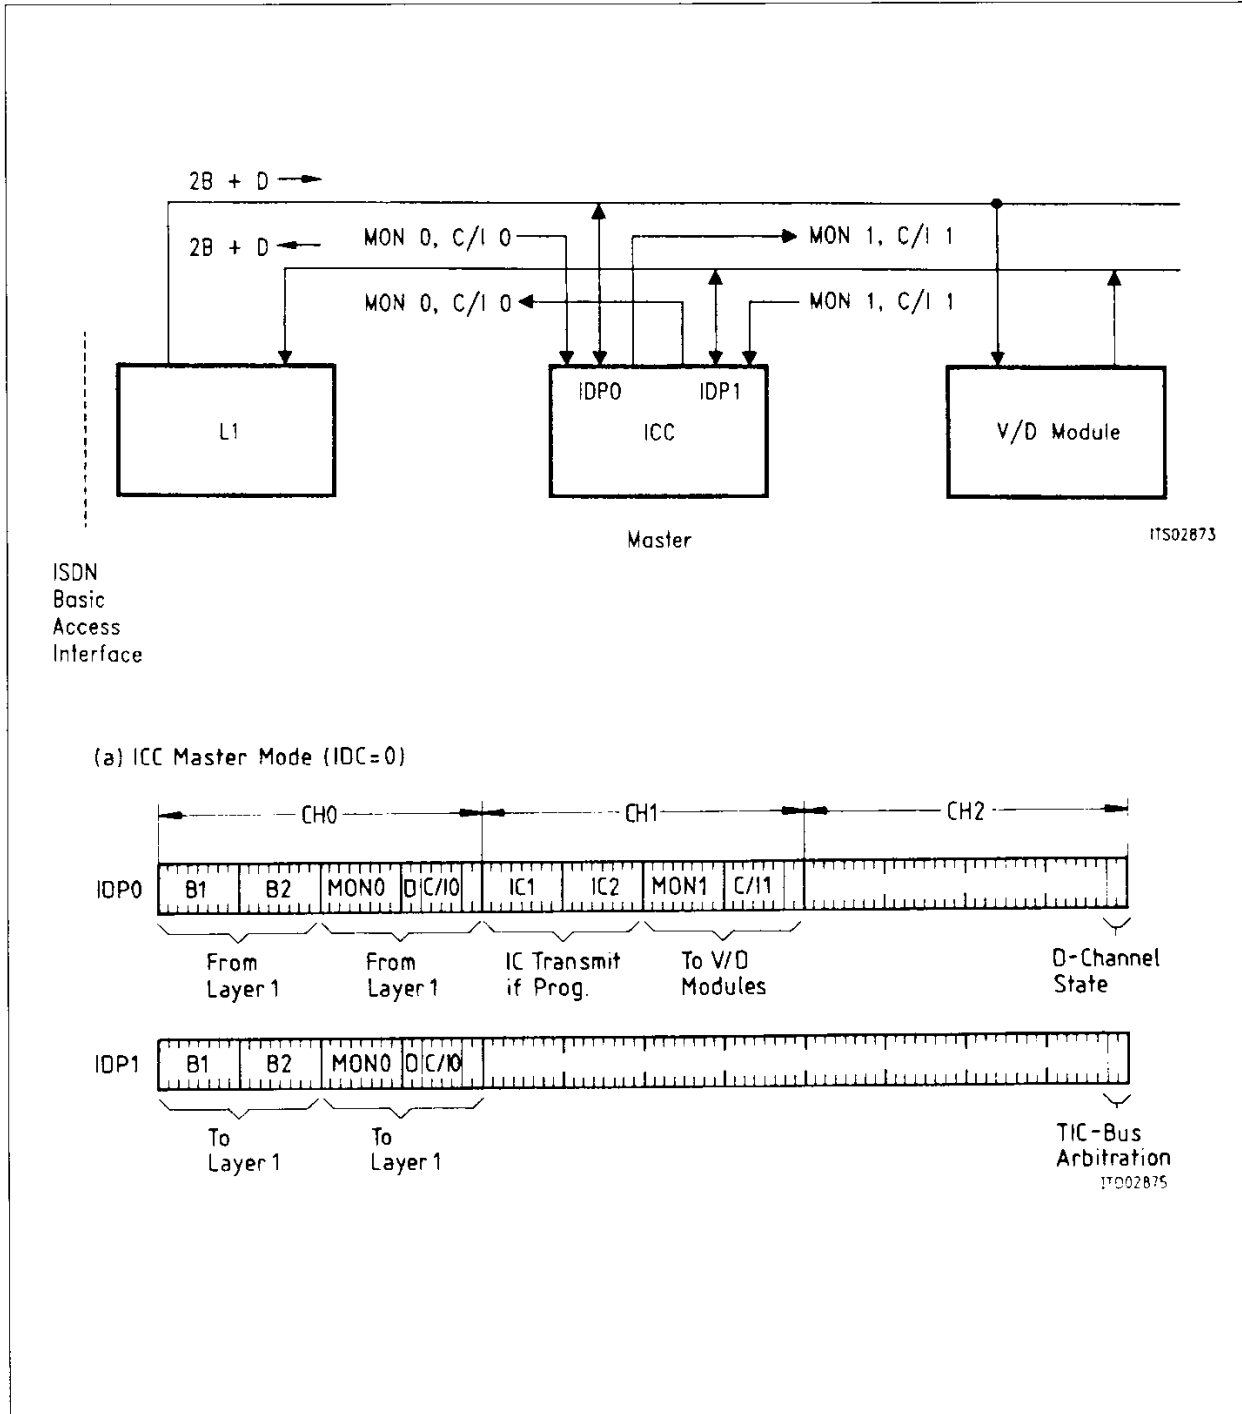 2B + D
2B + D
MON 0, C/I 0
MON 1, C/I 1
MON 0, C/I 0
MON 1, C/I 1
IDP0
IDP1
L1
ICC
V/D Module
Master
ITS02873
ISDN
Basic
Access
Interface
(a) ICC Master Mode (IDC=0)
CH0
CH1
CH2
IDP0
B1
B2
MON0
D
C/I0
IC1
IC2
MON1
C/I1
From
Layer 1
From
Layer 1
IC Transmit
if Prog.
To V/D
Modules
D-Channel
State
IDP1
B1
B2
MON0
D
C/I0
To
Layer 1
To
Layer 1
TIC-Bus
Arbitration
ITD02875